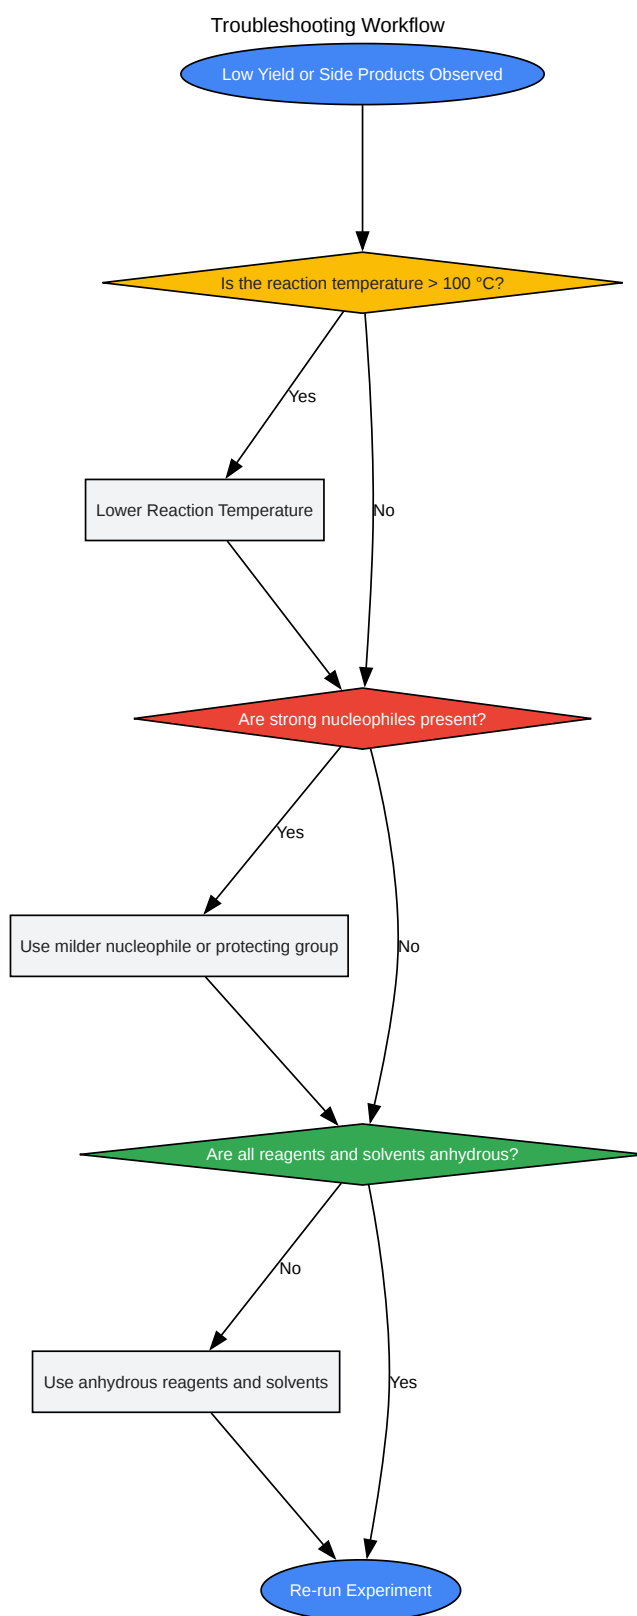 Troubleshooting Workflow
Low Yield or Side Products Observed
Is the reaction temperature > 100 °C?
Yes
Lower Reaction Temperature
No
Are strong nucleophiles present?
Yes
Use milder nucleophile or protecting group
No
Are all reagents and solvents anhydrous?
No
Use anhydrous reagents and solvents
Yes
Re-run Experiment